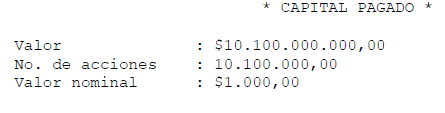 * CAPITAL PAGADO *
Valor : $10.100.000.000,00
No. de acciones : 10.100.000,00
Valor nominal : $1.000,00